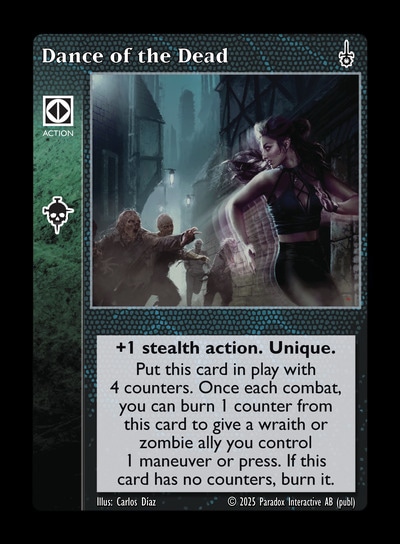 Dance of the Dead
ACTION
+1 stealth action. Unique.
Put this card in play with
4 counters. Once each combat,
you can burn 1 counter from
this card to give a wraith or
zombie ally you control
1 maneuver or press. If this
card has no counters, burn it.
Illus: Carlos Díaz © 2025 Paradox Interactive AB (publ)